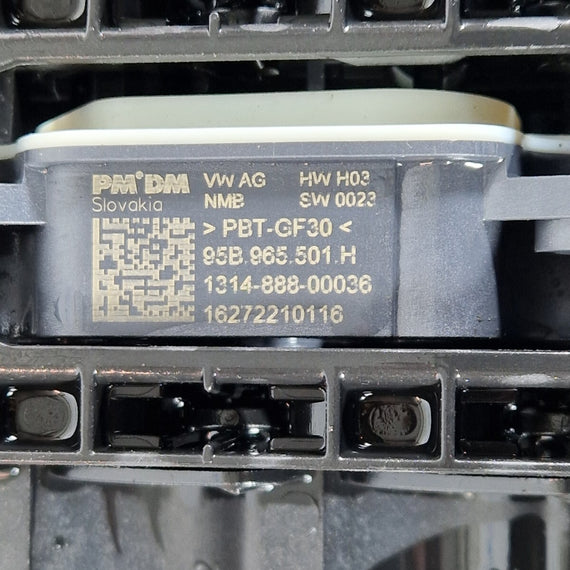 PM°DM VW AG HW H03
Slovakia NMB SW 0023
> PBT-GF30 <
95B.965.501.H
1314-888-00036
16272210116